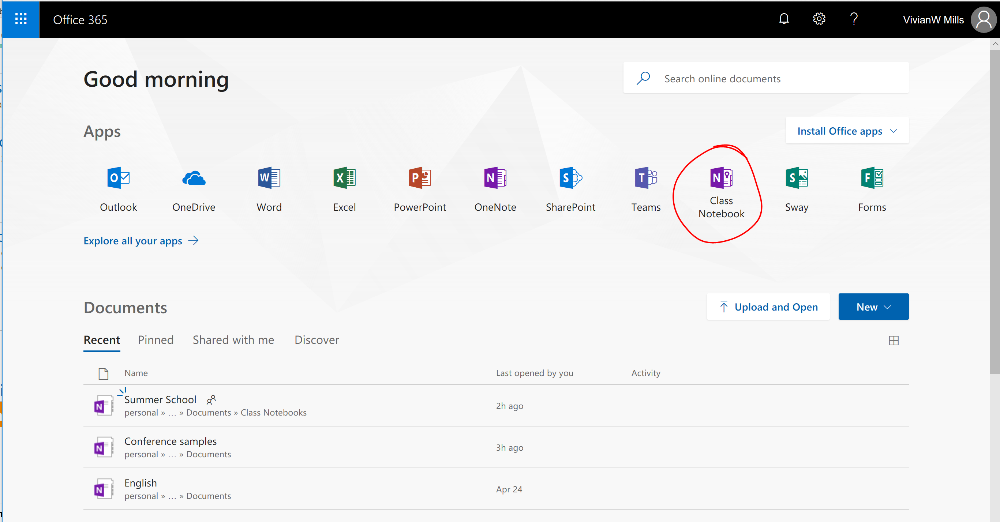 Office 365
VivianW Mills
Good morning
Search online documents
Apps
Install Office apps
Outlook
OneDrive
Word
Excel
PowerPoint
OneNote
SharePoint
Teams
Class
Notebook
Sway
Forms
Explore all your apps
Documents
Upload and Open
New
Recent Pinned Shared with me Discover
Name Last opened by you Activity
Summer School
personal » ... » Documents » Class Notebooks
2h ago
Conference samples
personal » ... » Documents
3h ago
English
personal » ... » Documents
Apr 24